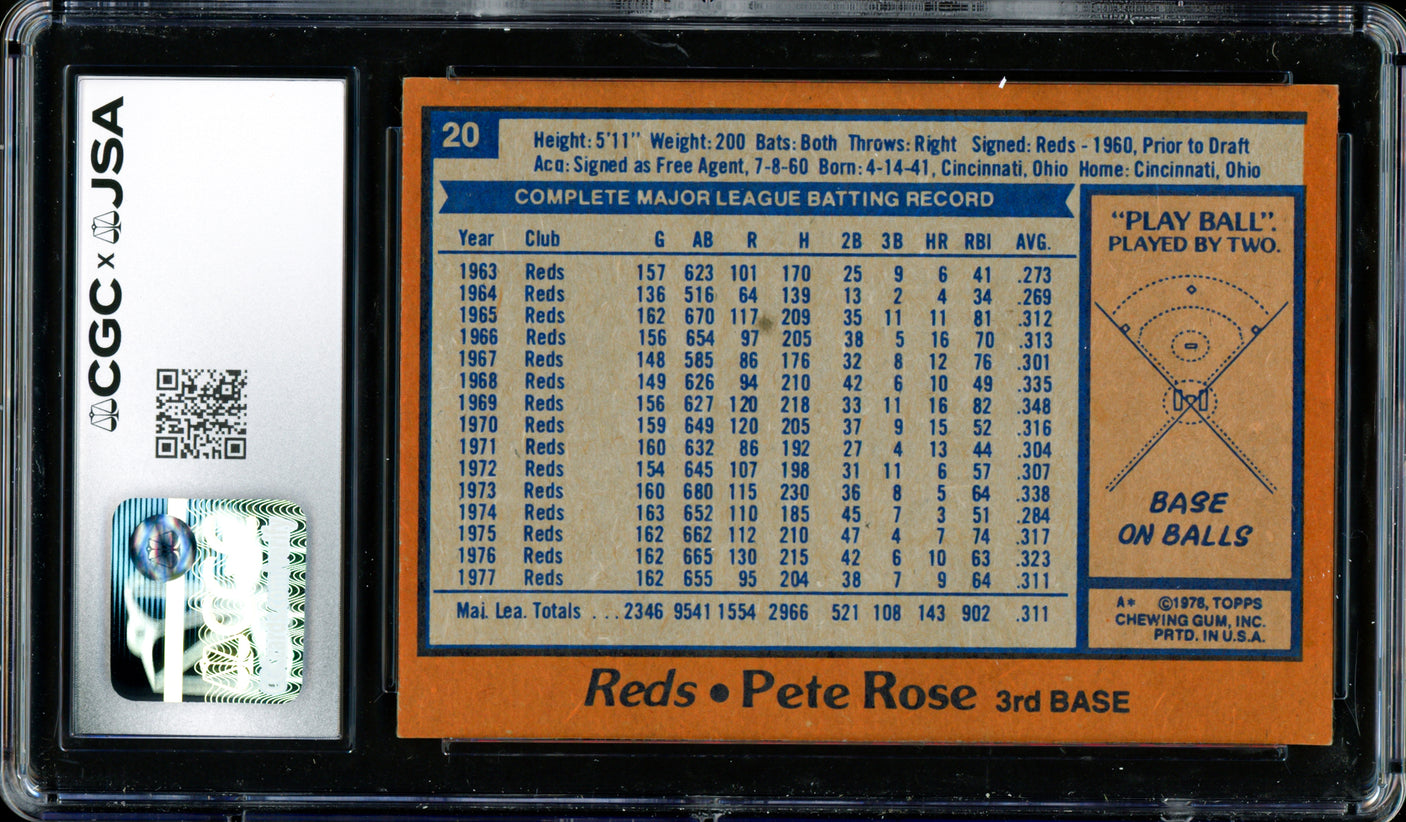 CGC x JSA
20
Height: 5'11" Weight: 200 Bats: Both Throws: Right Signed: Reds - 1960, Prior to Draft
Acq: Signed as Free Agent, 7-8-60 Born: 4-14-41, Cincinnati, Ohio Home: Cincinnati, Ohio
COMPLETE MAJOR LEAGUE BATTING RECORD
Year Club G AB R H 2B 3B HR RBI AVG.
1963 Reds 157 623 101 170 25 9 6 41 .273
1964 Reds 136 516 64 139 13 2 4 34 .269
1965 Reds 162 670 117 209 35 11 11 81 .312
1966 Reds 156 654 97 205 38 5 16 70 .313
1967 Reds 148 585 86 176 32 8 12 76 .301
1968 Reds 149 626 94 210 42 6 10 49 .335
1969 Reds 156 627 120 218 33 11 16 82 .348
1970 Reds 159 649 120 205 37 9 15 52 .316
1971 Reds 160 632 86 192 27 4 13 44 .304
1972 Reds 154 645 107 198 31 11 6 57 .307
1973 Reds 160 680 115 230 36 8 5 64 .338
1974 Reds 163 652 110 185 45 7 3 51 .284
1975 Reds 162 662 112 210 47 4 7 74 .317
1976 Reds 162 665 130 215 42 6 10 63 .323
1977 Reds 162 655 95 204 38 7 9 64 .311
Maj. Lea. Totals ... 2346 9541 1554 2966 521 108 143 902 .311
"PLAY BALL".
PLAYED BY TWO.
BASE
ON BALLS
A* ©1978, TOPPS
CHEWING GUM, INC.
PRTD. IN U.S.A.
Reds • Pete Rose 3rd BASE